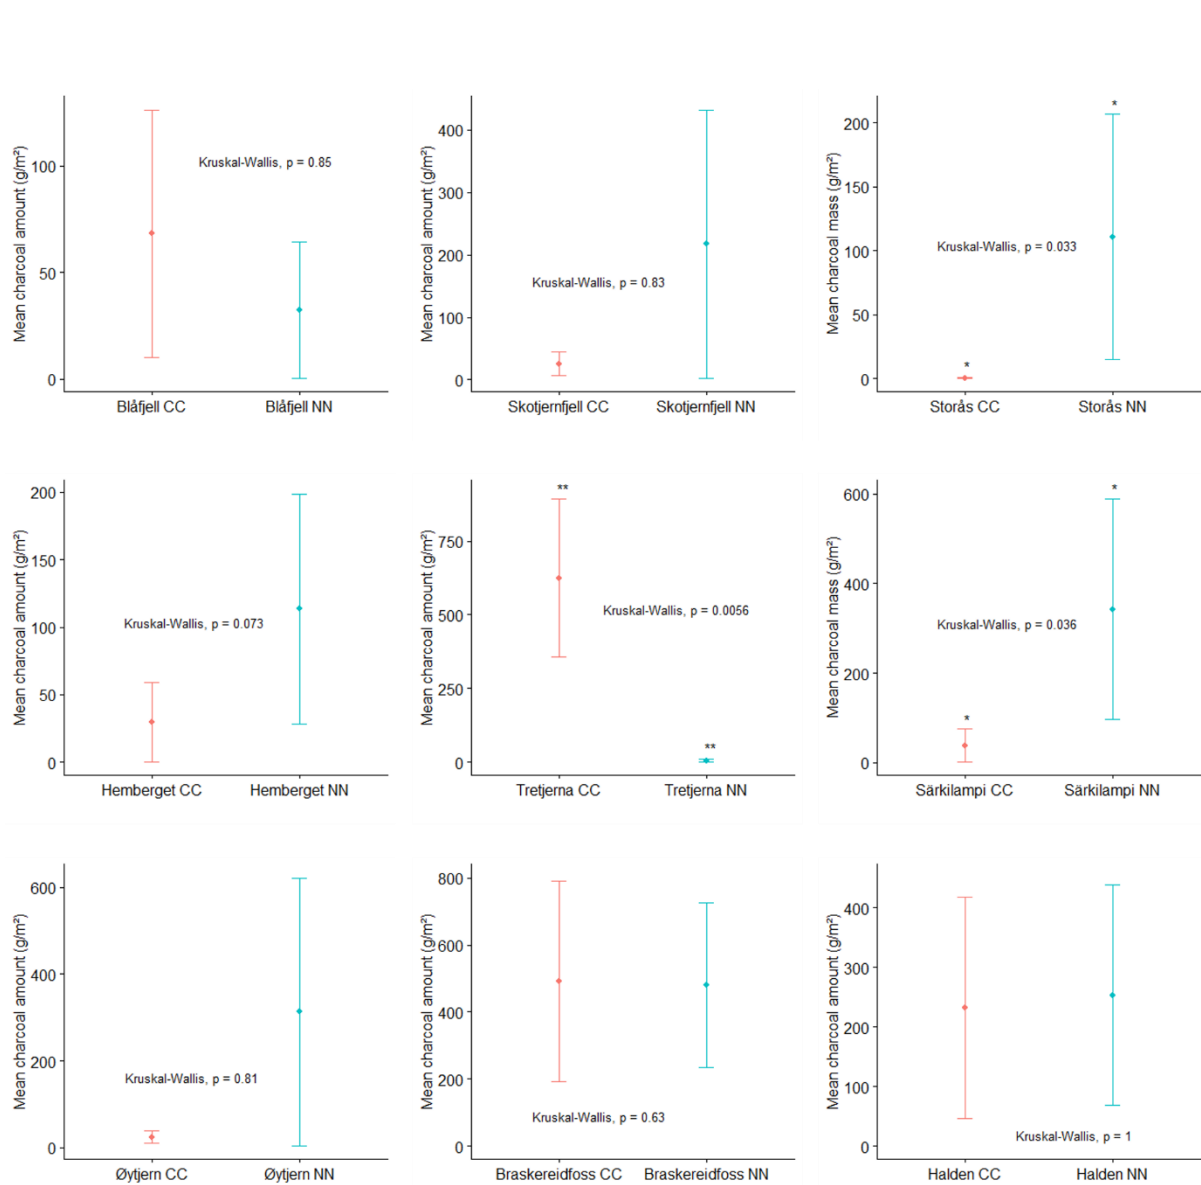 Mean charcoal amount (g/m²)
100
50
0
Kruskal-Wallis, p = 0.85
Blåfjell CC
Blåfjell NN
Mean charcoal amount (g/m²)
400
300
200
100
0
Kruskal-Wallis, p = 0.83
Skotjernfjell CC
Skotjernfjell NN
Mean charcoal mass (g/m²)
200
150
100
50
0
*
Kruskal-Wallis, p = 0.033
*
Storås CC
Storås NN
Mean charcoal amount (g/m²)
200
150
100
50
0
Kruskal-Wallis, p = 0.073
Hemberget CC
Hemberget NN
Mean charcoal amount (g/m²)
750
500
250
0
**
Kruskal-Wallis, p = 0.0056
**
Tretjerna CC
Tretjerna NN
Mean charcoal mass (g/m²)
600
400
200
0
*
Kruskal-Wallis, p = 0.036
*
Särkilampi CC
Särkilampi NN
Mean charcoal amount (g/m²)
600
400
200
0
Kruskal-Wallis, p = 0.81
Øytjern CC
Øytjern NN
Mean charcoal amount (g/m²)
800
600
400
200
0
Kruskal-Wallis, p = 0.63
Braskereidfoss CC
Braskereidfoss NN
Mean charcoal amount (g/m²)
400
300
200
100
0
Kruskal-Wallis, p = 1
Halden CC
Halden NN